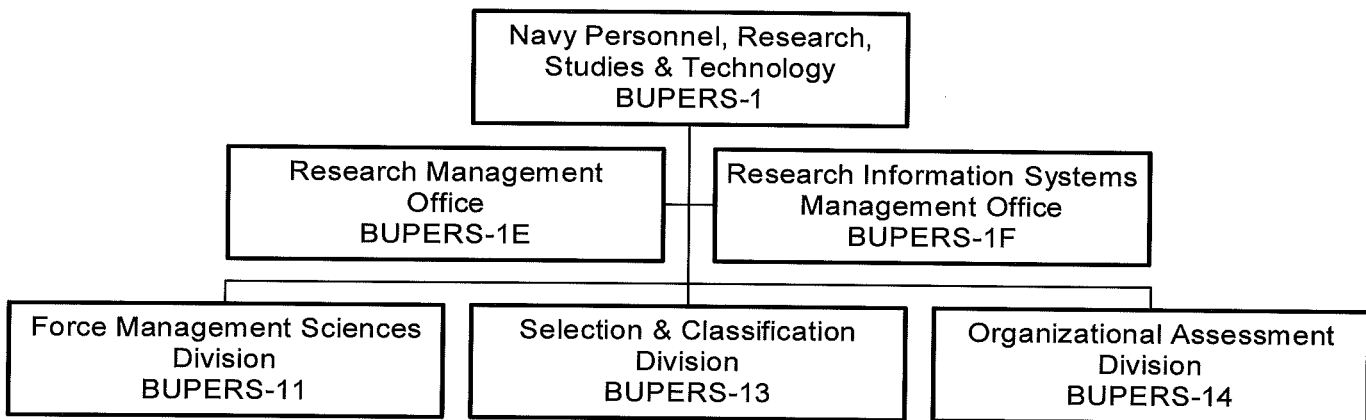 Navy Personnel, Research,
Studies & Technology
BUPERS-1
Research Management
Office
BUPERS-1E
Research Information Systems
Management Office
BUPERS-1F
Force Management Sciences
Division
BUPERS-11
Selection & Classification
Division
BUPERS-13
Organizational Assessment
Division
BUPERS-14